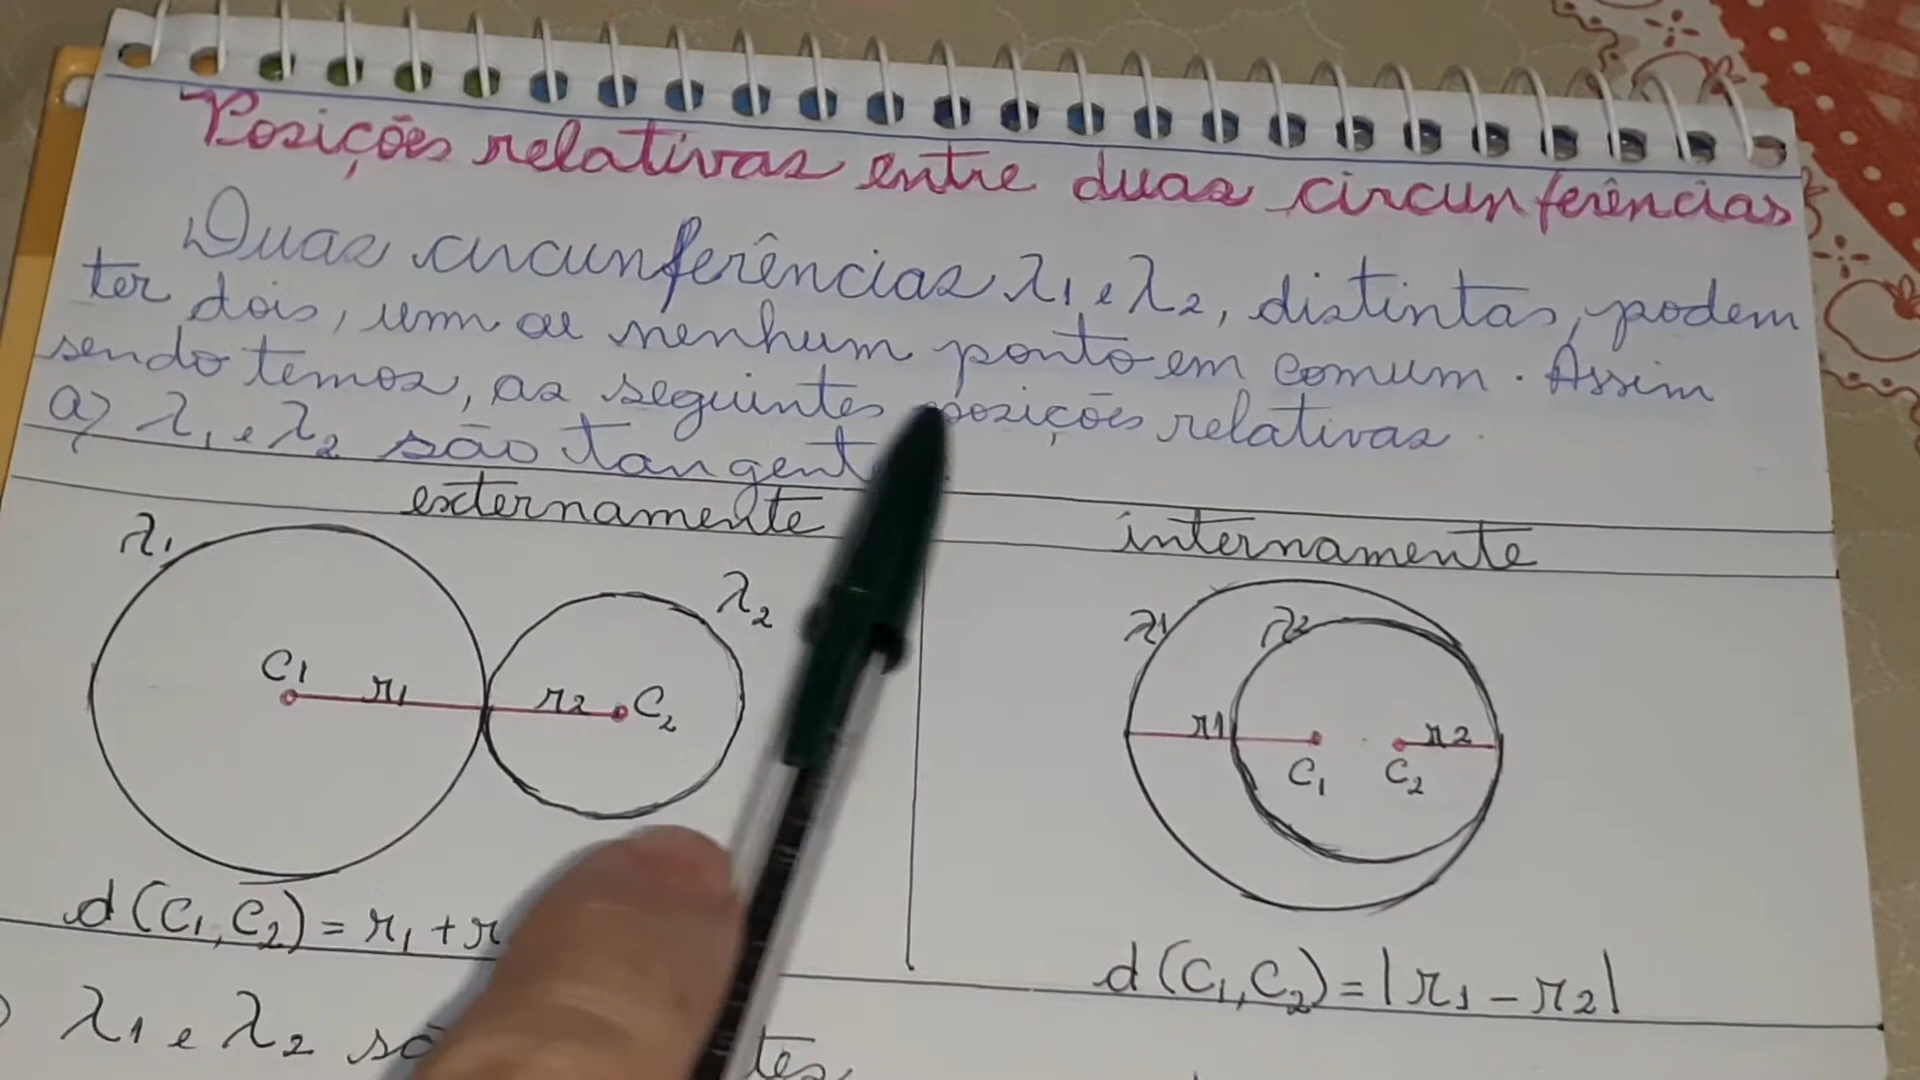 Posições relativas entre duas circunferências
Duas circunferências λ1 e λ2, distintas, podem
ter dois, um ou nenhum ponto em comum. Assim
sendo temos, as seguintes posições relativas.
a) λ1 e λ2 são tangent
externamente
internamente
λ1
λ2
C1
r1
r2
C2
λ1
λ2
r1
r2
C1
C2
d(C1,C2) = r1 + r
d(C1,C2) = |r1 - r2|
λ1 e λ2